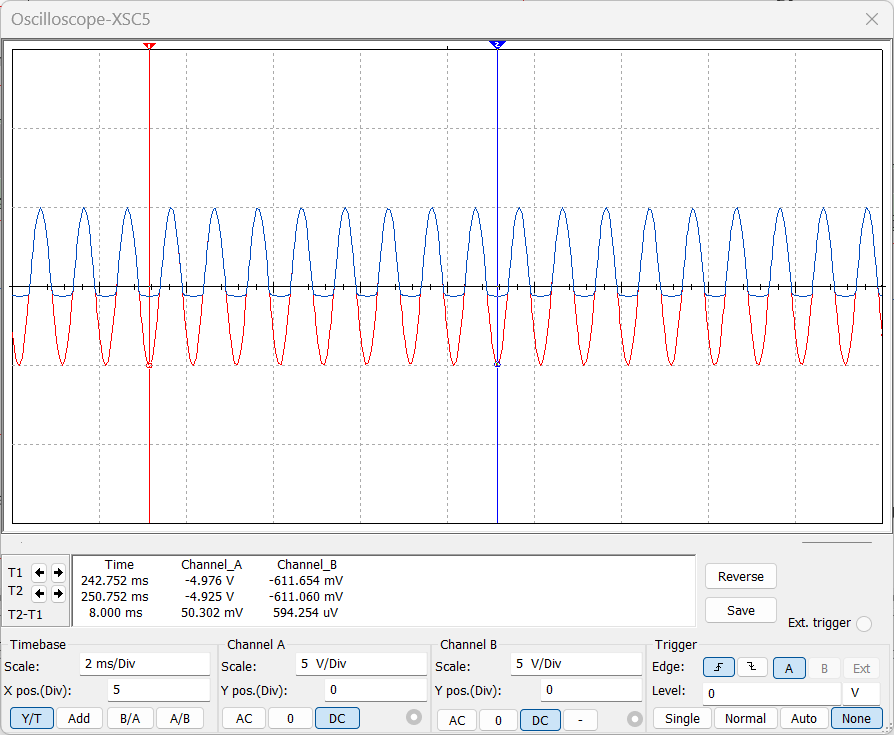 Oscilloscope-XSC5
1 2
Time Channel_A Channel_B
T1 242.752 ms -4.976 V -611.654 mV
T2 250.752 ms -4.925 V -611.060 mV
T2-T1 8.000 ms 50.302 mV 594.254 uV
Reverse
Save
Ext. trigger
Timebase Channel A Channel B Trigger
Scale: 2 ms/Div Scale: 5 V/Div Scale: 5 V/Div Edge: A B Ext
X pos.(Div): 5 Y pos.(Div): 0 Y pos.(Div): 0 Level: 0 V
Y/T Add B/A A/B AC 0 DC AC 0 DC - Single Normal Auto None